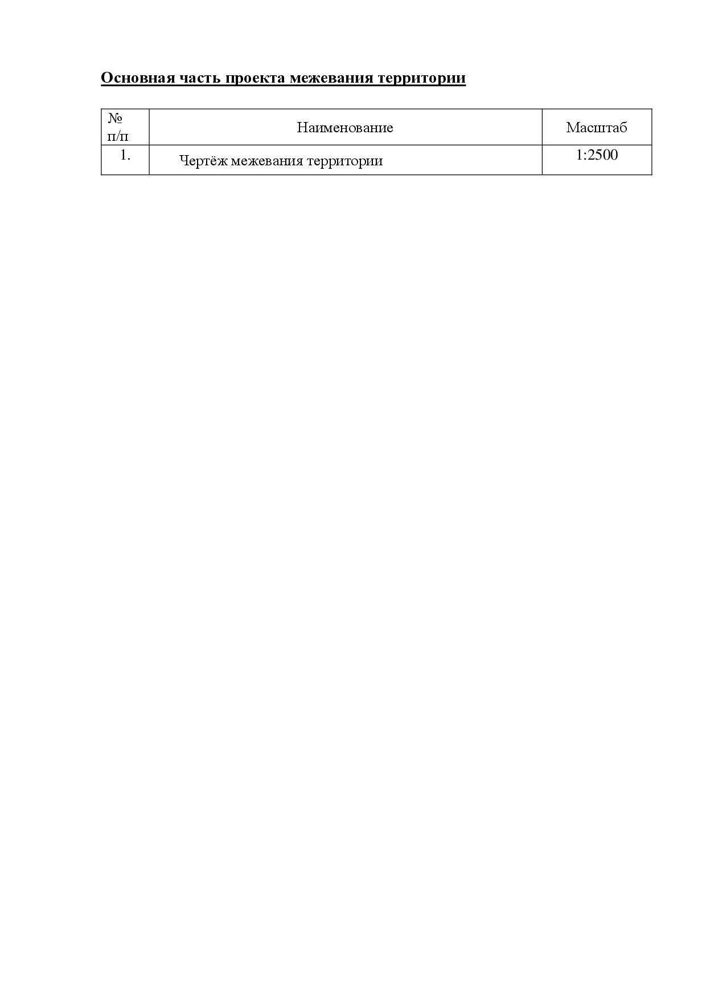 Основная часть проекта межевания территории
№
п/п
Наименование
Масштаб
1.
Чертёж межевания территории
1:2500